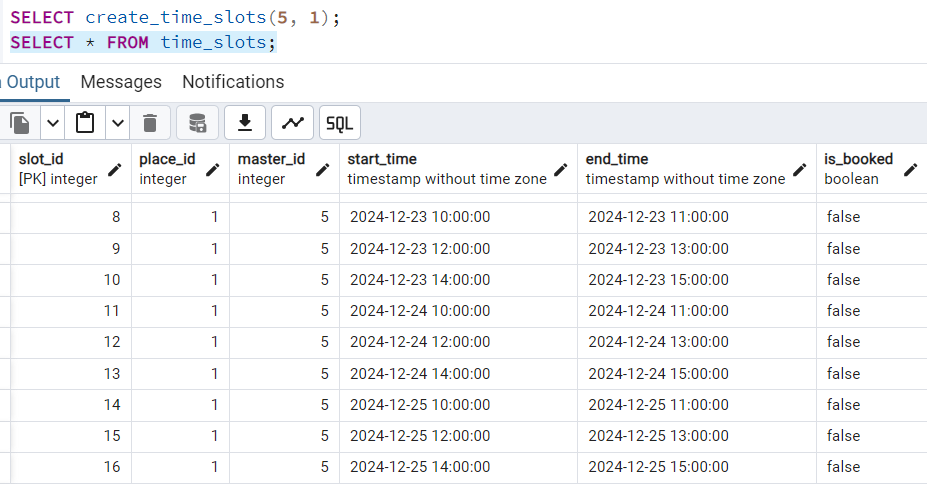 SELECT create_time_slots(5, 1);
SELECT * FROM time_slots;
Output Messages Notifications
SQL
slot_id place_id master_id start_time end_time is_booked
[PK] integer integer integer timestamp without time zone timestamp without time zone boolean
8 1 5 2024-12-23 10:00:00 2024-12-23 11:00:00 false
9 1 5 2024-12-23 12:00:00 2024-12-23 13:00:00 false
10 1 5 2024-12-23 14:00:00 2024-12-23 15:00:00 false
11 1 5 2024-12-24 10:00:00 2024-12-24 11:00:00 false
12 1 5 2024-12-24 12:00:00 2024-12-24 13:00:00 false
13 1 5 2024-12-24 14:00:00 2024-12-24 15:00:00 false
14 1 5 2024-12-25 10:00:00 2024-12-25 11:00:00 false
15 1 5 2024-12-25 12:00:00 2024-12-25 13:00:00 false
16 1 5 2024-12-25 14:00:00 2024-12-25 15:00:00 false